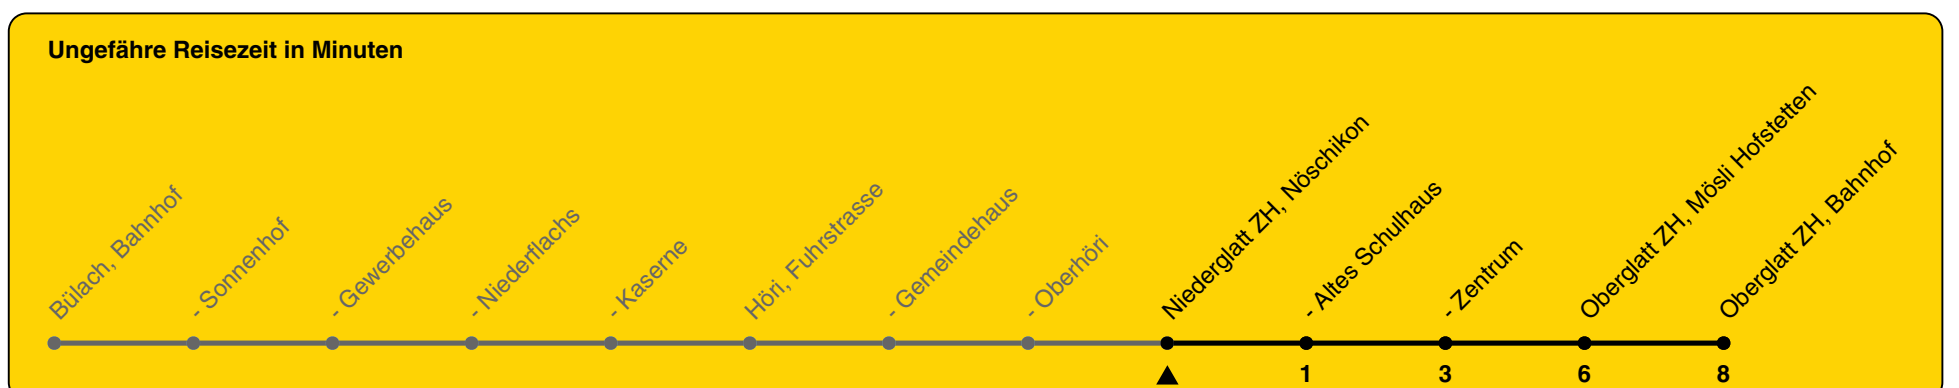 Ungefähre Reisezeit in Minuten
Bülach, Bahnhof
- Sonnenhof
- Gewerbehaus
- Niederflachs
- Kaserne
Höri, Fuhrstrasse
- Gemeindehaus
- Oberhöri
Niederglatt ZH, Nöschikon
- Altes Schulhaus
- Zentrum
Oberglatt ZH, Mösli Hofstetten
Oberglatt ZH, Bahnhof
1 3 6 8